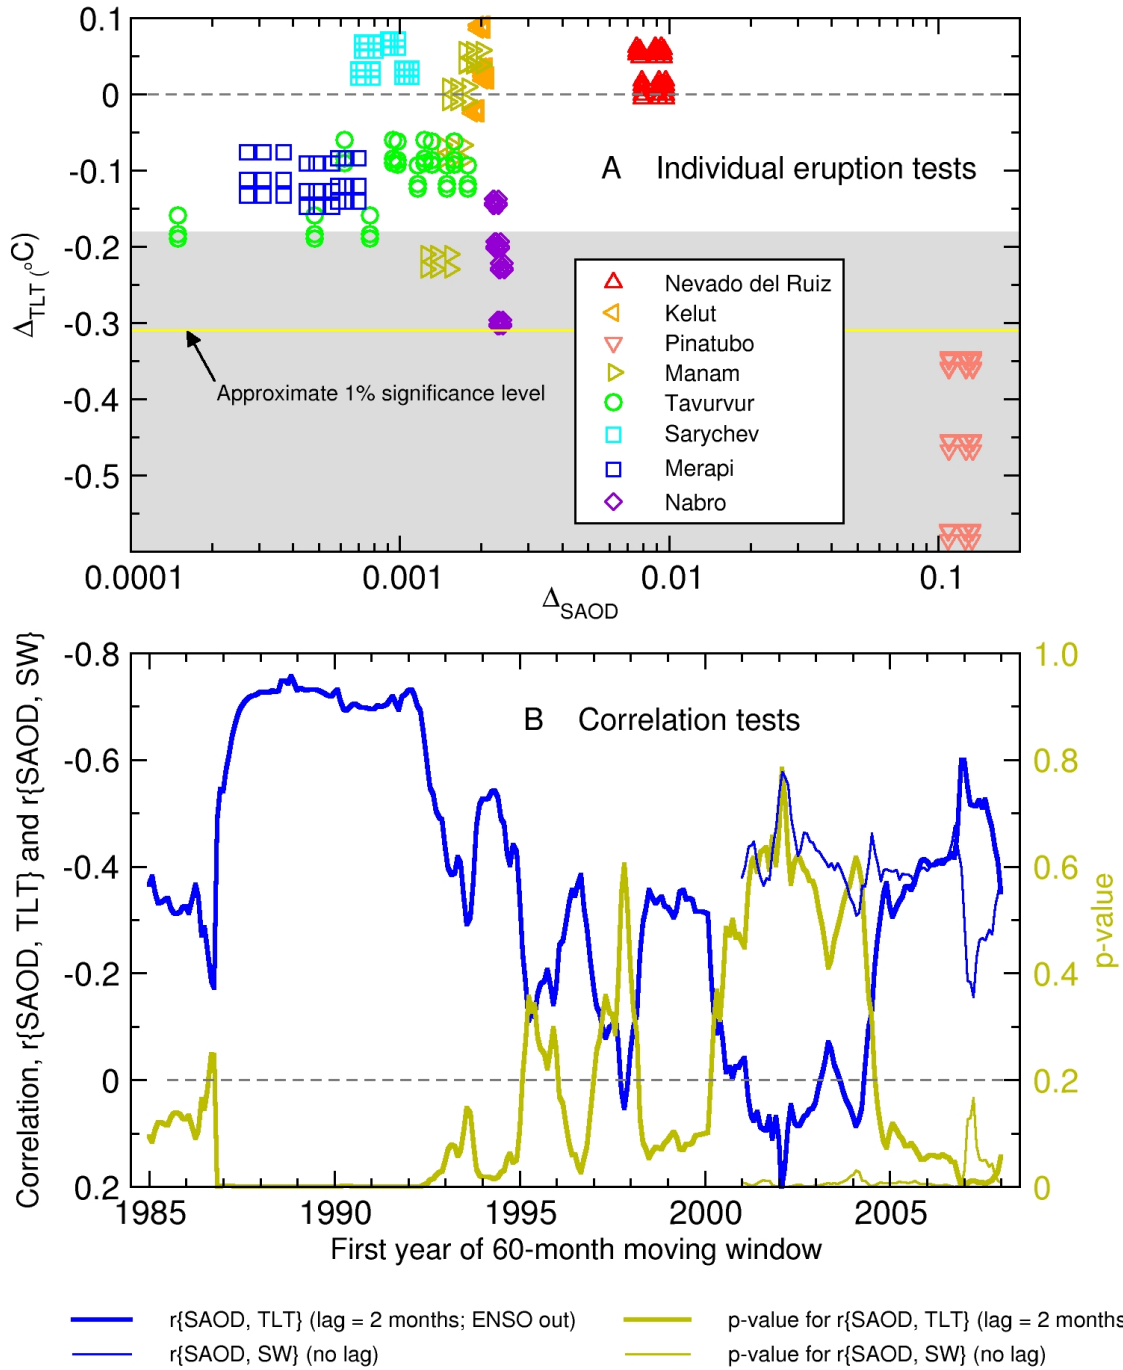 0.1
0
-0.1
-0.2
-0.3
-0.4
-0.5
ΔTLT (°C)
A Individual eruption tests
Approximate 1% significance level
Nevado del Ruiz
Kelut
Pinatubo
Manam
Tavurvur
Sarychev
Merapi
Nabro
0.0001 0.001 0.01 0.1
ΔSAOD
Correlation, r{SAOD, TLT} and r{SAOD, SW}
-0.8
-0.6
-0.4
-0.2
0
0.2
B Correlation tests
1.0
0.8
0.6
0.4
0.2
0
p-value
1985 1990 1995 2000 2005
First year of 60-month moving window
r{SAOD, TLT} (lag = 2 months; ENSO out)
p-value for r{SAOD, TLT} (lag = 2 months
r{SAOD, SW} (no lag)
p-value for r{SAOD, SW} (no lag)